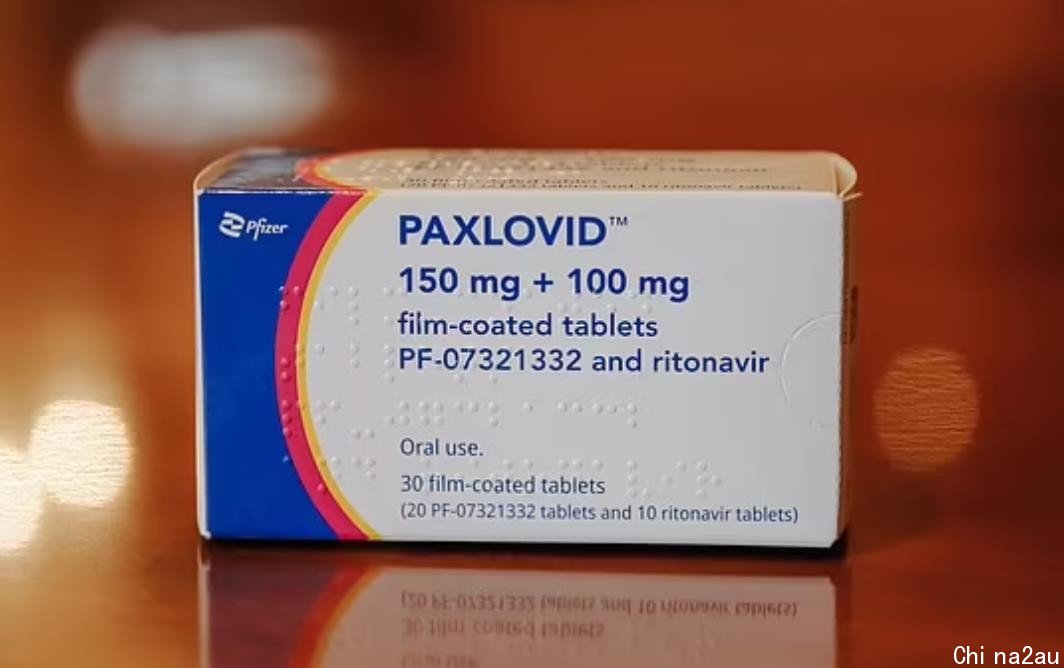 Pfizer
PAXLOVID™
150 mg + 100 mg
film-coated tablets
PF-07321332 and ritonavir
Oral use.
30 film-coated tablets
(20 PF-07321332 tablets and 10 ritonavir tablets)
Chi na2au